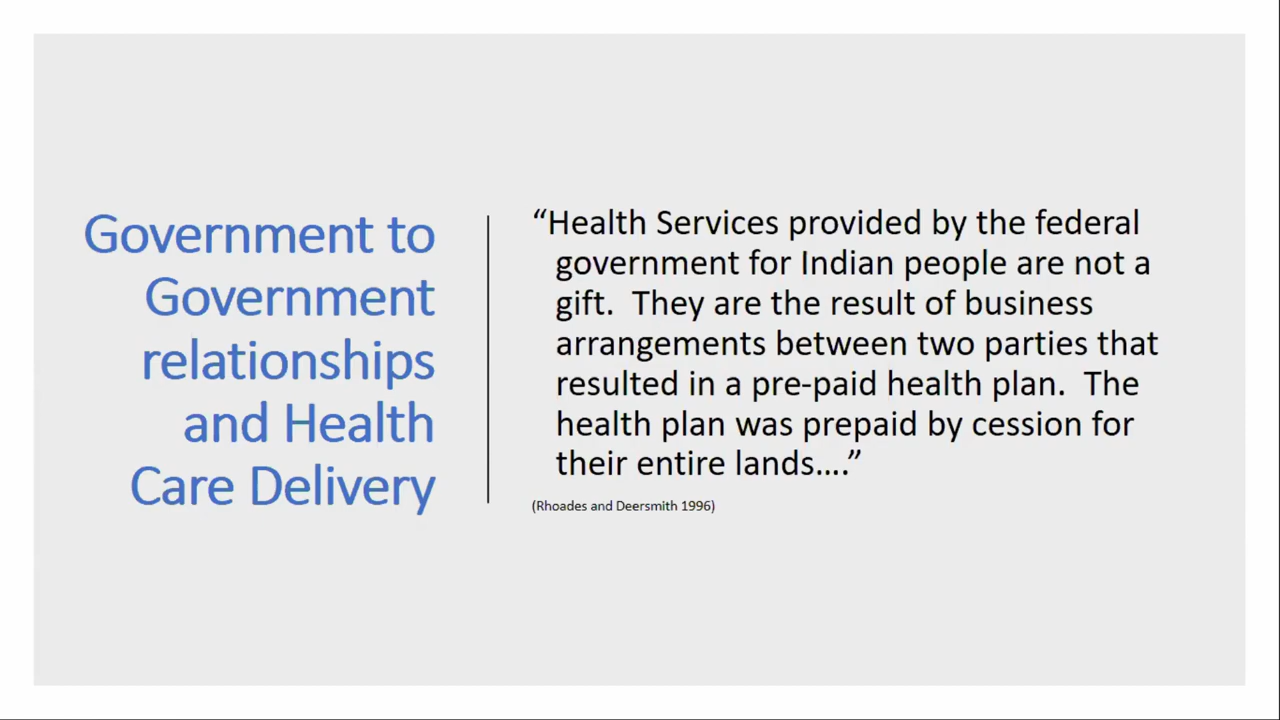 Government to
Government
relationships
and Health
Care Delivery
“Health Services provided by the federal
government for Indian people are not a
gift.  They are the result of business
arrangements between two parties that
resulted in a pre-paid health plan.  The
health plan was prepaid by cession for
their entire lands….”
(Rhoades and Deersmith 1996)